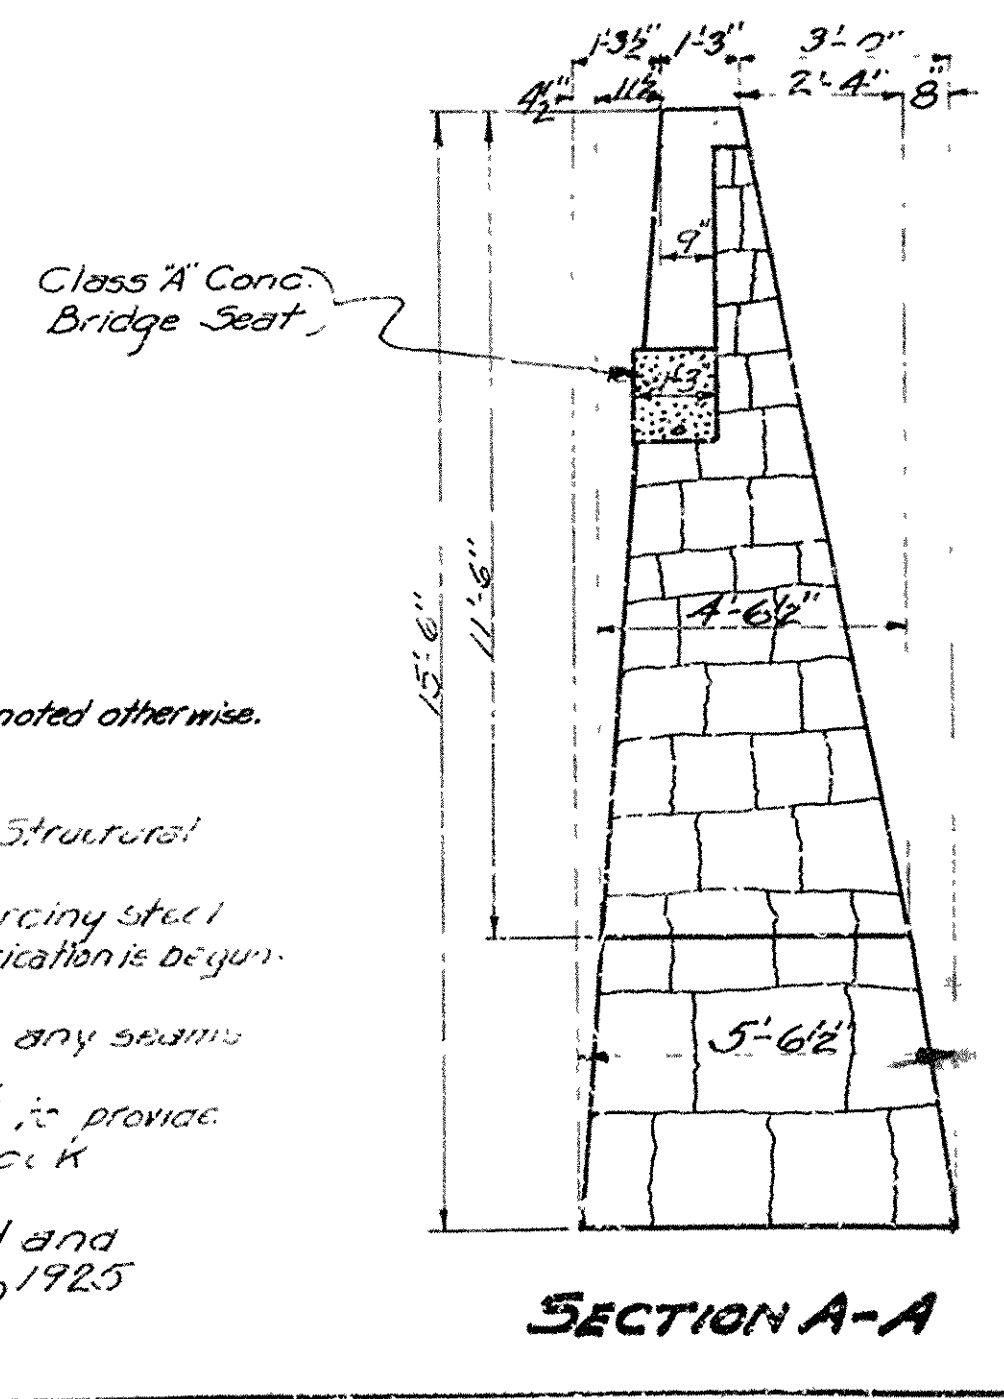 1'-3½" 1'-3" 3'-0"
4½" 11½" 2'-4" 8"
9"
Class "A" Conc.
Bridge Seat
1'-3
15'-6"
11'-6"
4'-6½"
noted otherwise.
Structural
rcing steel
rication is begun.
any seams
to provide
and
1925
5'-6½"
SECTION A-A